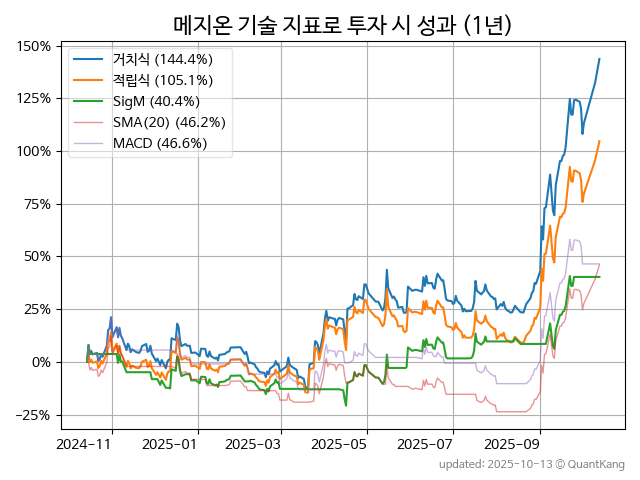 메지온 기술 지표로 투자 시 성과 (1년)
150%
125%
100%
75%
50%
25%
0%
−25%
거치식 (144.4%)
적립식 (105.1%)
SigM (40.4%)
SMA(20) (46.2%)
MACD (46.6%)
2024-11 2025-01 2025-03 2025-05 2025-07 2025-09
updated: 2025-10-13 © QuantKang